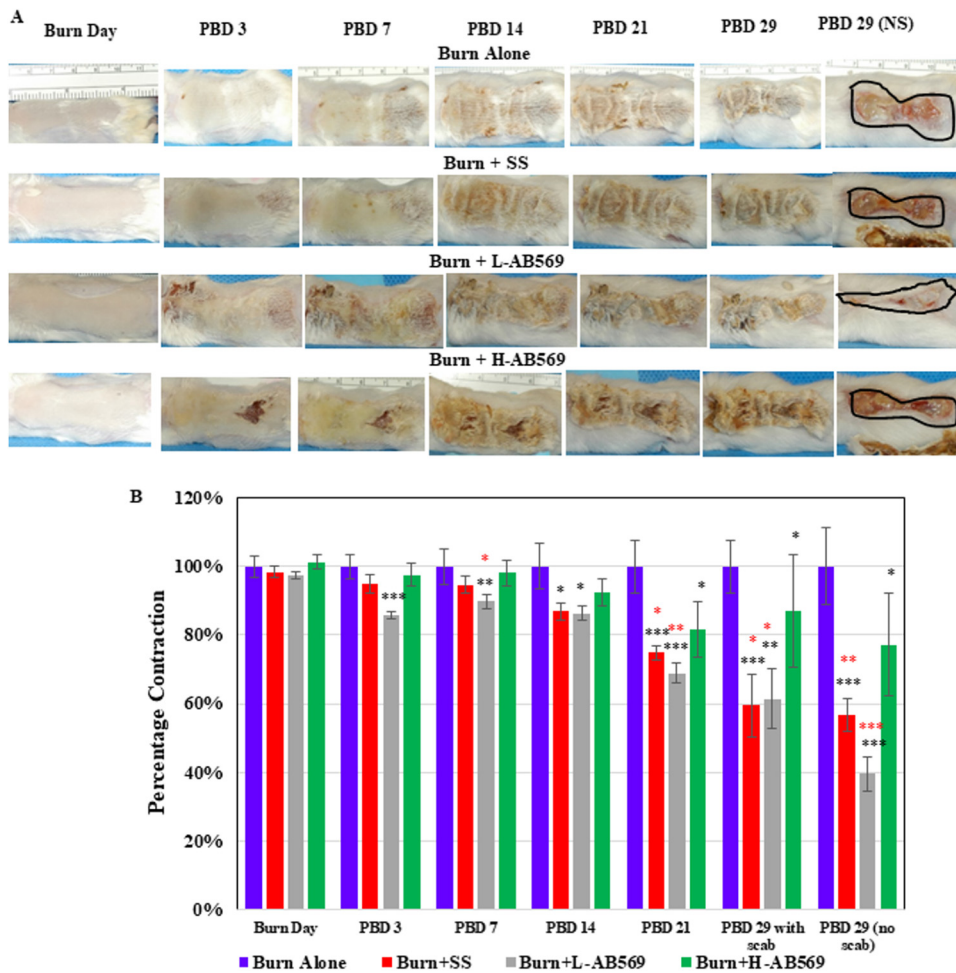 A
Burn Day PBD 3 PBD 7 PBD 14 PBD 21 PBD 29 PBD 29 (NS)
Burn Alone
Burn + SS
Burn + L-AB569
Burn + H-AB569
B
120%
100%
80%
60%
40%
20%
0%
Percentage Contraction
* ** *** * ** * * * *** ** *** * * *** * ** * ** *** *** *** *
Burn Day PBD 3 PBD 7 PBD 14 PBD 21 PBD 29 with scab PBD 29 (no scab)
Burn Alone Burn+SS Burn+L-AB569 Burn+H-AB569